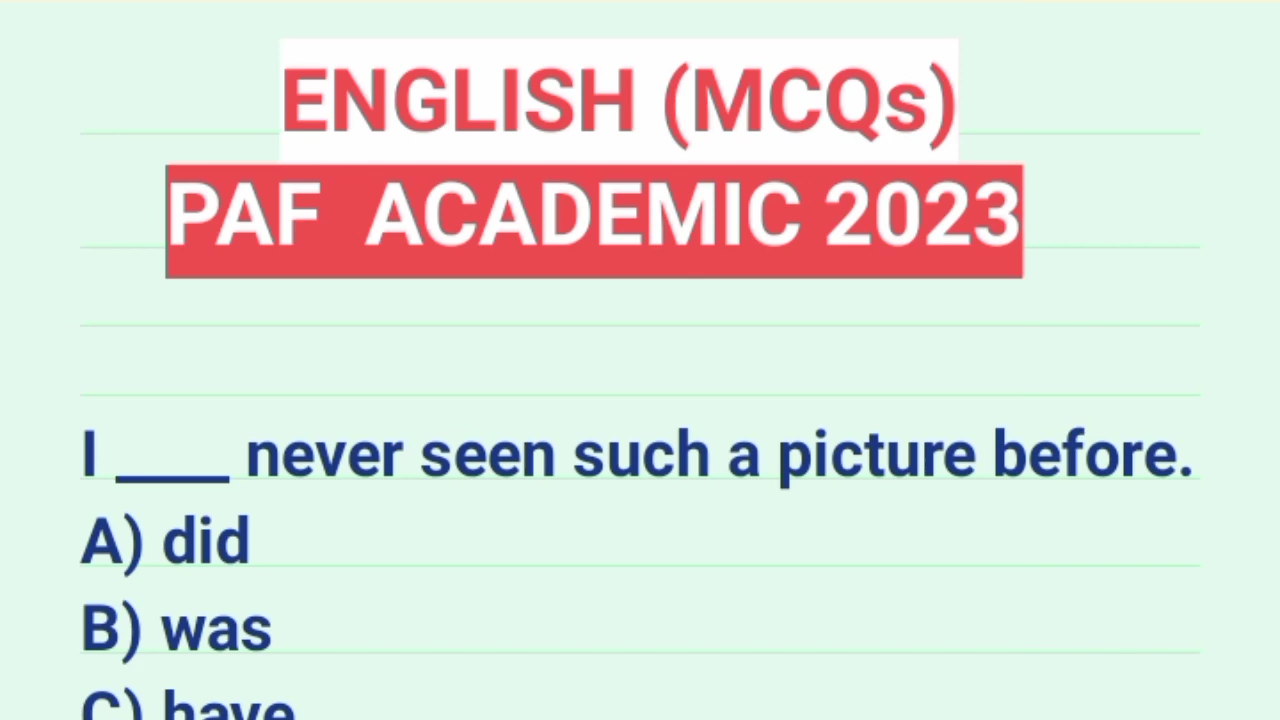 ENGLISH (MCQs)
PAF ACADEMIC 2023
I ____ never seen such a picture before.
A) did
B) was
C) have